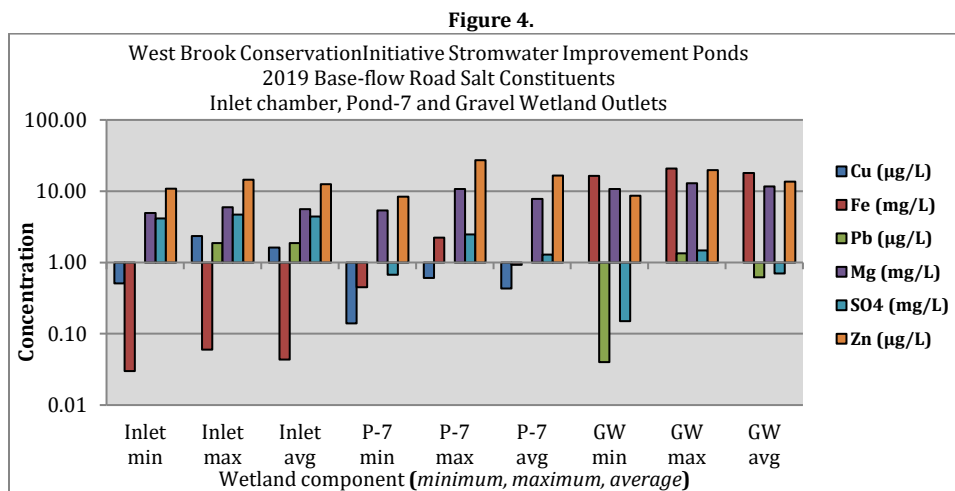 Figure 4.
West Brook ConservationInitiative Stromwater Improvement Ponds
2019 Base-flow Road Salt Constituents
Inlet chamber, Pond-7 and Gravel Wetland Outlets
100.00
10.00
1.00
0.10
0.01
Concentration
Inlet min
Inlet max
Inlet avg
P-7 min
P-7 max
P-7 avg
GW min
GW max
GW avg
Wetland component (minimum, maximum, average)
Cu (µg/L)
Fe (mg/L)
Pb (µg/L)
Mg (mg/L)
SO4 (mg/L)
Zn (µg/L)